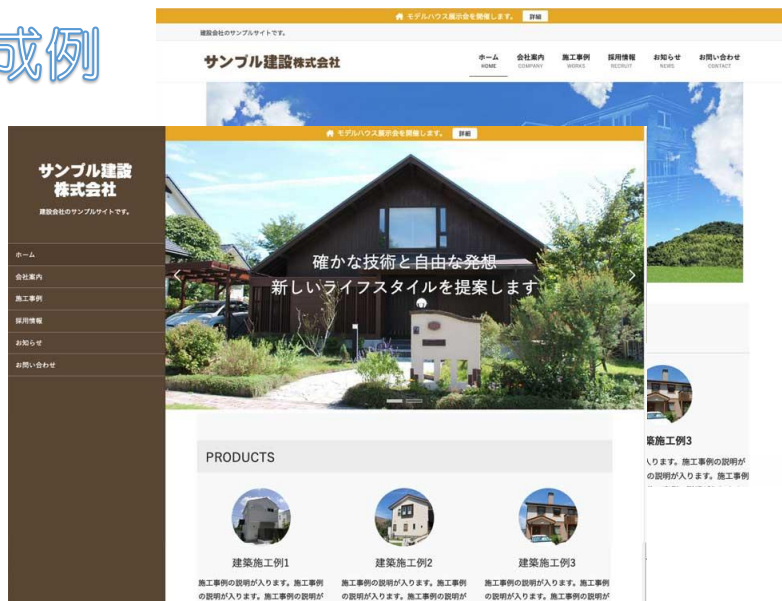 成例
モデルハウス展示会を開催します。 詳細
建設会社のサンプルサイトです。
サンプル建設株式会社
ホーム 会社案内 施工事例 採用情報 お知らせ お問い合わせ
HOME COMPANY WORKS RECRUIT NEWS CONTACT
モデルハウス展示会を開催します。 詳細
サンプル建設
株式会社
建設会社のサンプルサイトです。
ホーム
会社案内
施工事例
採用情報
お知らせ
お問い合わせ
確かな技術と自由な発想
新しいライフスタイルを提案します
PRODUCTS
建築施工例1 建築施工例2 建築施工例3
施工事例の説明が入ります。施工事例 施工事例の説明が入ります。施工事例 施工事例の説明が入ります。施工事例
の説明が入ります。施工事例の説明が の説明が入ります。施工事例の説明が の説明が入ります。施工事例の説明が
築施工例3
入ります。施工事例の説明が
の説明が入ります。施工事例